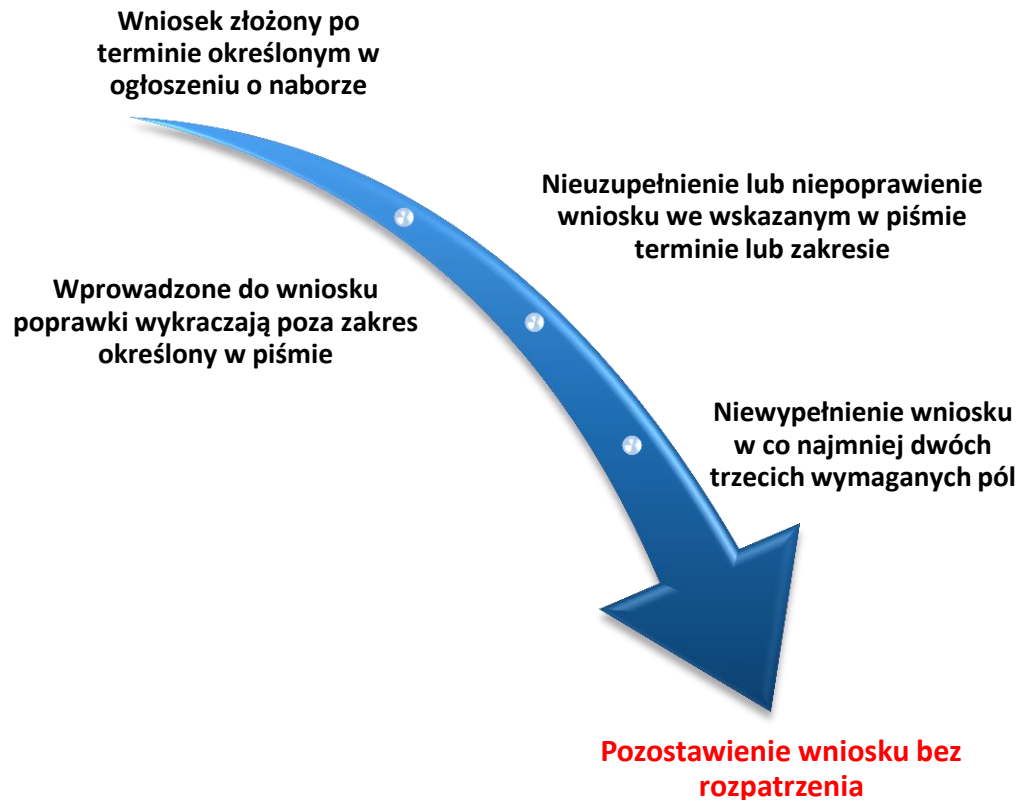 Wniosek złożony po
terminie określonym w
ogłoszeniu o naborze
Nieuzupełnienie lub niepoprawienie
wniosku we wskazanym w piśmie
terminie lub zakresie
Wprowadzone do wniosku
poprawki wykraczają poza zakres
określony w piśmie
Niewypełnienie wniosku
w co najmniej dwóch
trzecich wymaganych pól
Pozostawienie wniosku bez
rozpatrzenia